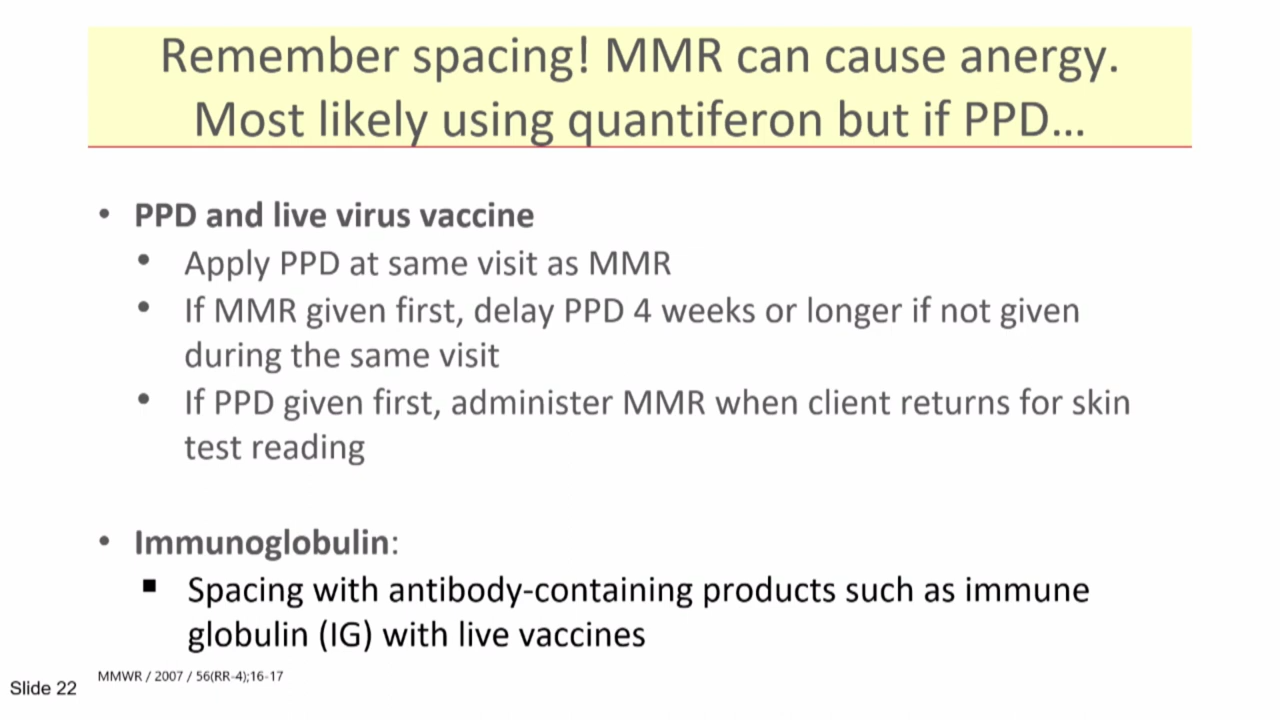 Remember spacing! MMR can cause anergy.
Most likely using quantiferon but if PPD...
• PPD and live virus vaccine
• Apply PPD at same visit as MMR
• If MMR given first, delay PPD 4 weeks or longer if not given
during the same visit
• If PPD given first, administer MMR when client returns for skin
test reading
• Immunoglobulin:
▪ Spacing with antibody-containing products such as immune
globulin (IG) with live vaccines
MMWR / 2007 / 56(RR-4);16-17
Slide 22